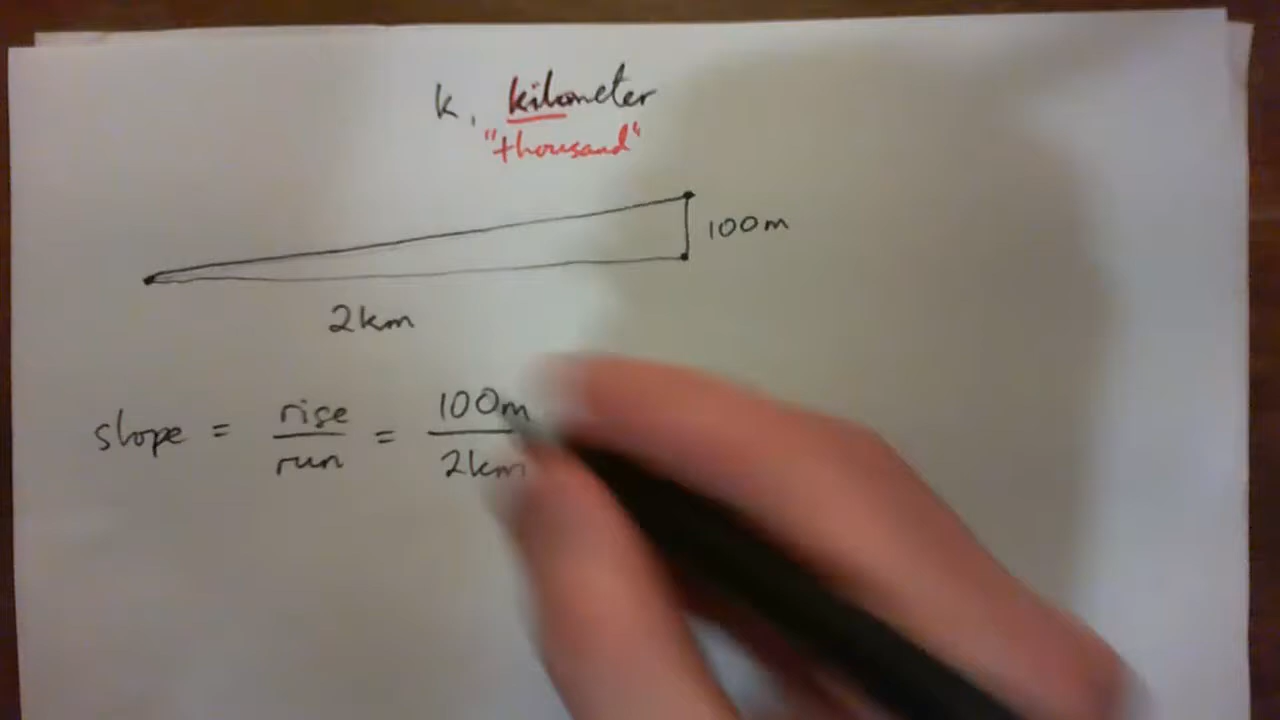 k, kilometer
"thousand"
100m
2km
slope = rise/run = 100m/2km